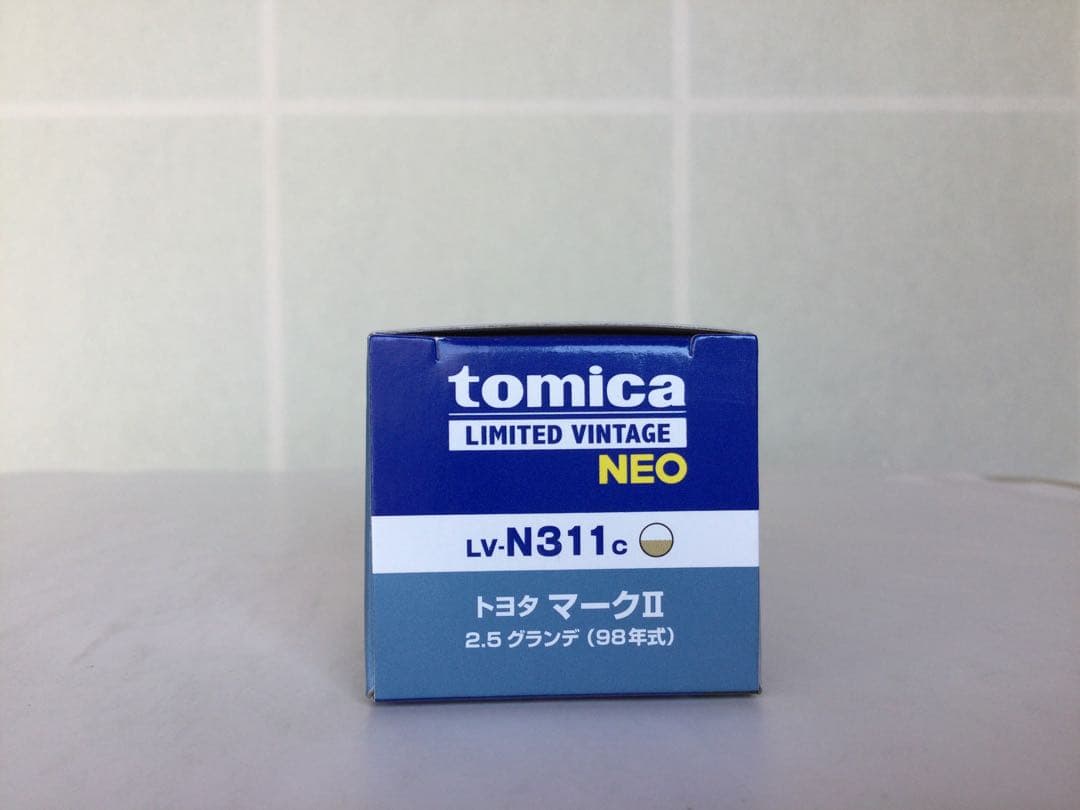 tomica
LIMITED VINTAGE
NEO
LV-N311c
トヨタ マークII
2.5 グランデ (98年式)